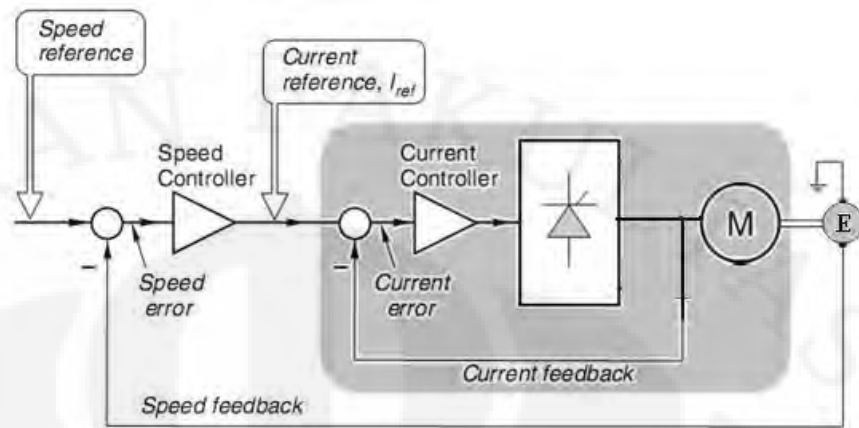 Speed
reference
Current
reference, I_ref
Speed
Controller
Current
Controller
M
E
–
–
Speed
error
Current
error
Current feedback
Speed feedback